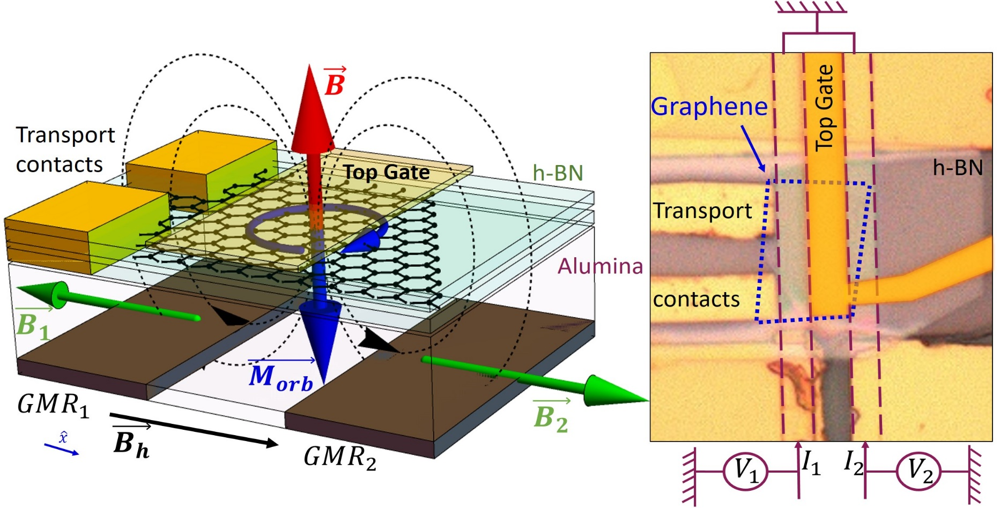 B
Transport
contacts
Top Gate
h-BN
Alumina
B1
Morb
B2
GMR1
Bh
x̂
GMR2
Top Gate
Graphene
h-BN
Transport
contacts
V1
I1
I2
V2